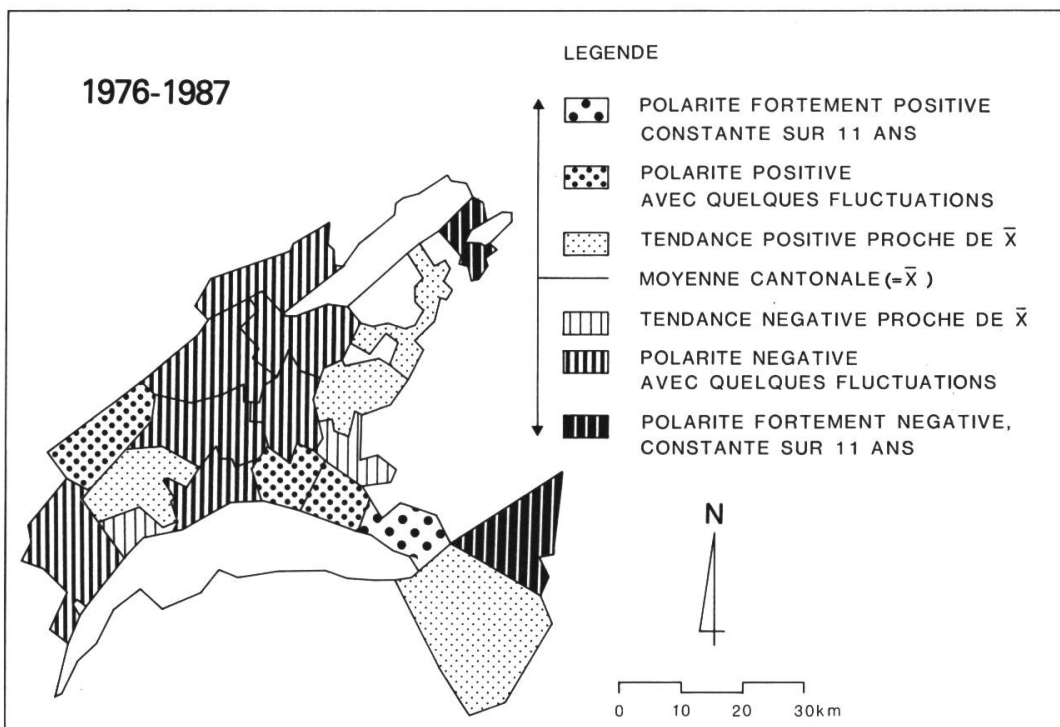 1976-1987
LEGENDE
POLARITE FORTEMENT POSITIVE
CONSTANTE SUR 11 ANS
POLARITE POSITIVE
AVEC QUELQUES FLUCTUATIONS
TENDANCE POSITIVE PROCHE DE X̅
MOYENNE CANTONALE (= X̅ )
TENDANCE NEGATIVE PROCHE DE X̅
POLARITE NEGATIVE
AVEC QUELQUES FLUCTUATIONS
POLARITE FORTEMENT NEGATIVE,
CONSTANTE SUR 11 ANS
N
0 10 20 30km